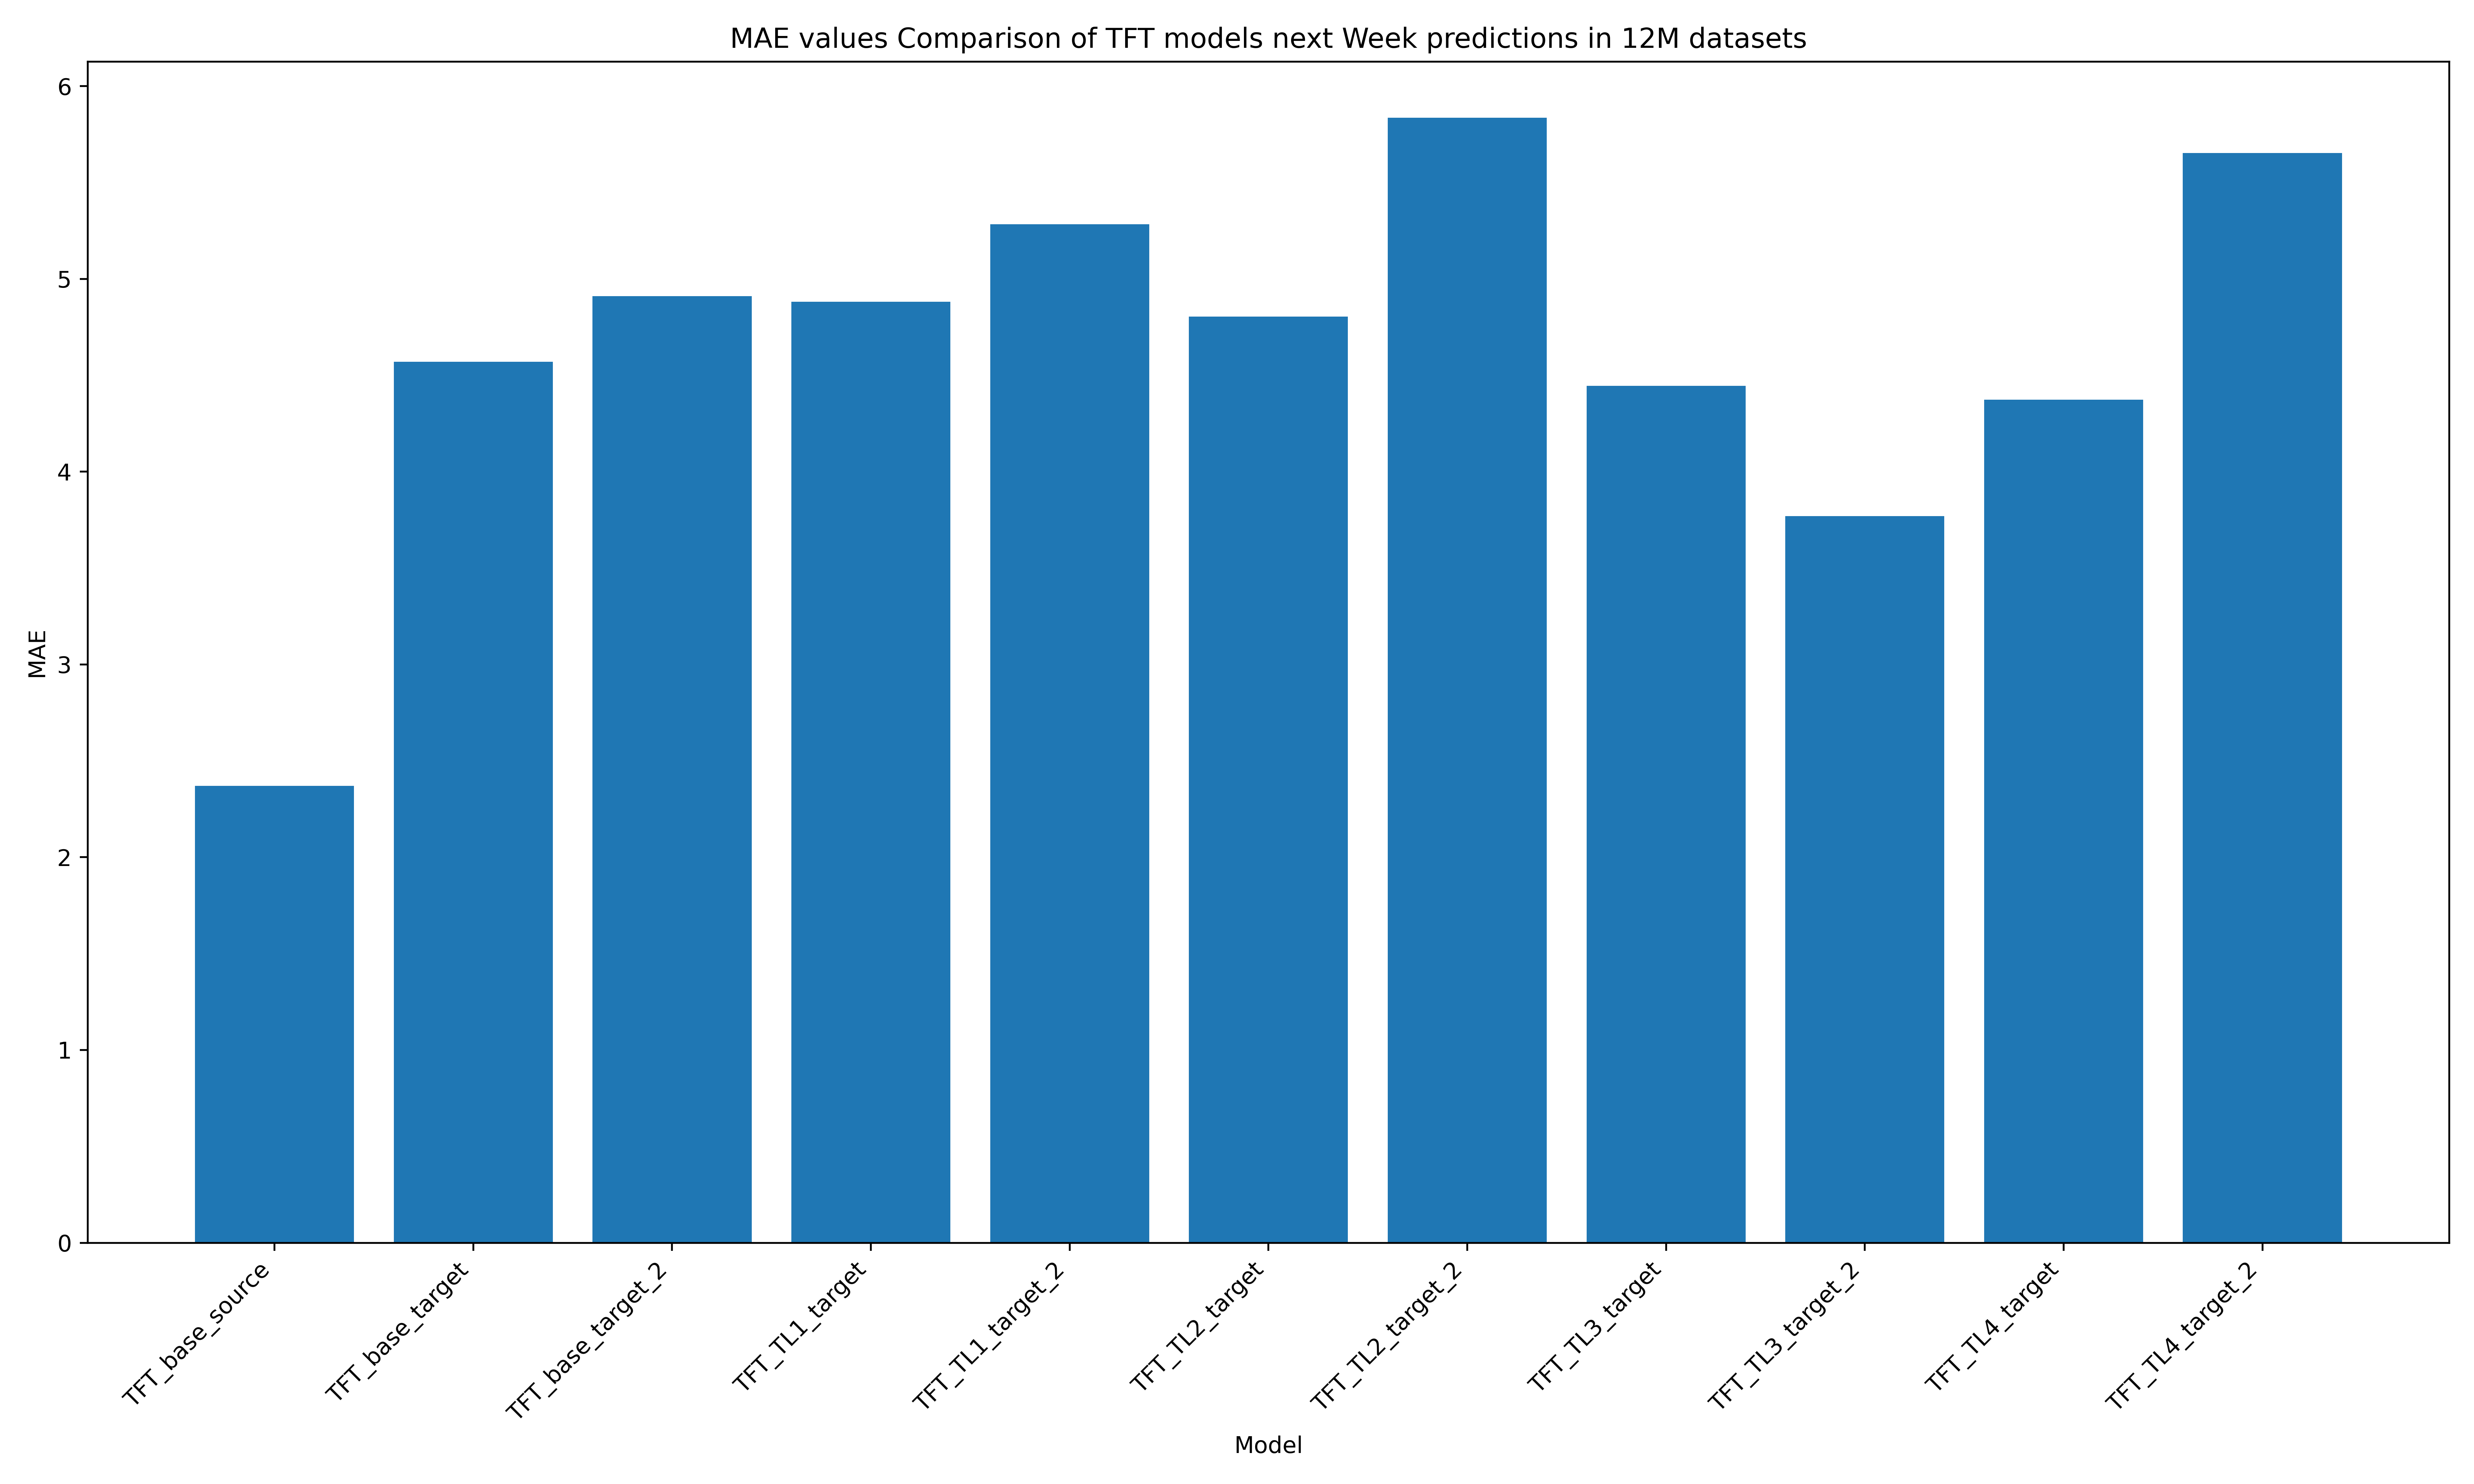 MAE values Comparison of TFT models next Week predictions in 12M datasets
MAE
6
5
4
3
2
1
0
TFT_base_source
TFT_base_target
TFT_base_target_2
TFT_TL1_target
TFT_TL1_target_2
TFT_TL2_target
TFT_TL2_target_2
TFT_TL3_target
TFT_TL3_target_2
TFT_TL4_target
TFT_TL4_target_2
Model